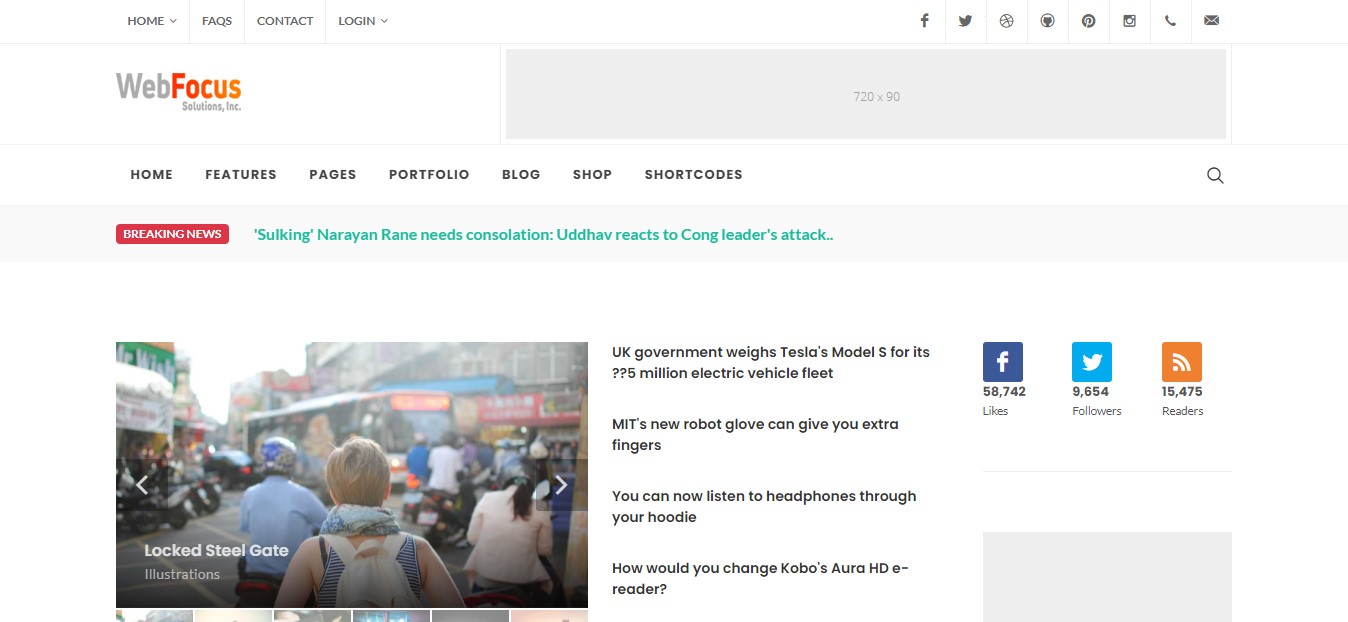 HOME FAQS CONTACT LOGIN
WebFocus
Solutions, Inc.
720 x 90
HOME FEATURES PAGES PORTFOLIO BLOG SHOP SHORTCODES
BREAKING NEWS 'Sulking' Narayan Rane needs consolation: Uddhav reacts to Cong leader's attack..
Locked Steel Gate
Illustrations
UK government weighs Tesla's Model S for its
??5 million electric vehicle fleet
MIT's new robot glove can give you extra
fingers
You can now listen to headphones through
your hoodie
How would you change Kobo's Aura HD e-
reader?
58,742 9,654 15,475
Likes Followers Readers